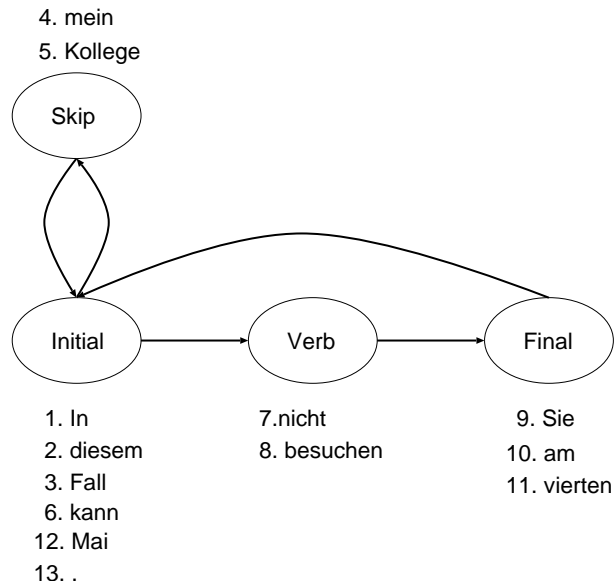 4. mein
5. Kollege
Skip
Initial
Verb
Final
1. In
2. diesem
3. Fall
6. kann
12. Mai
13. .
7.nicht
8. besuchen
9. Sie
10. am
11. vierten